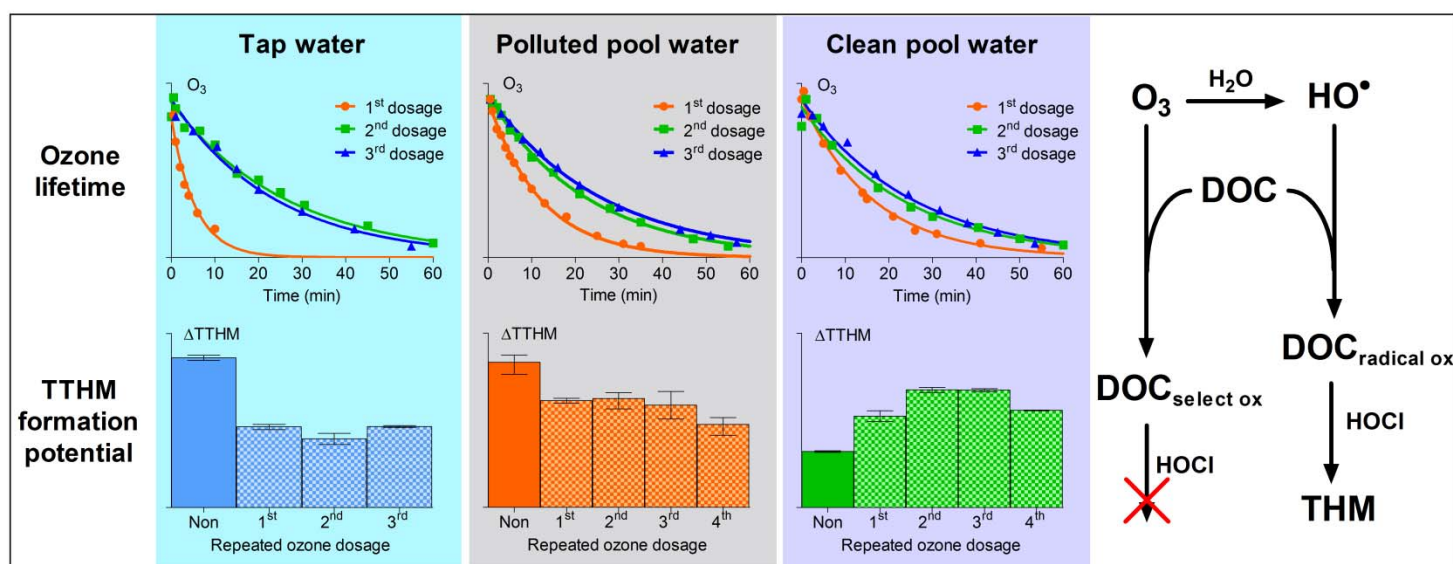 Tap water
Polluted pool water
Clean pool water
Ozone
lifetime
O3
1st dosage
2nd dosage
3rd dosage
0 10 20 30 40 50 60
Time (min)
O3
1st dosage
2nd dosage
3rd dosage
0 10 20 30 40 50 60
Time (min)
O3
1st dosage
2nd dosage
3rd dosage
0 10 20 30 40 50 60
Time (min)
TTHM
formation
potential
ΔTTHM
Non 1st 2nd 3rd
Repeated ozone dosage
ΔTTHM
Non 1st 2nd 3rd 4th
Repeated ozone dosage
ΔTTHM
Non 1st 2nd 3rd 4th
Repeated ozone dosage
O3 H2O HO•
DOC
DOCradical ox
DOCselect ox
HOCl
HOCl
THM